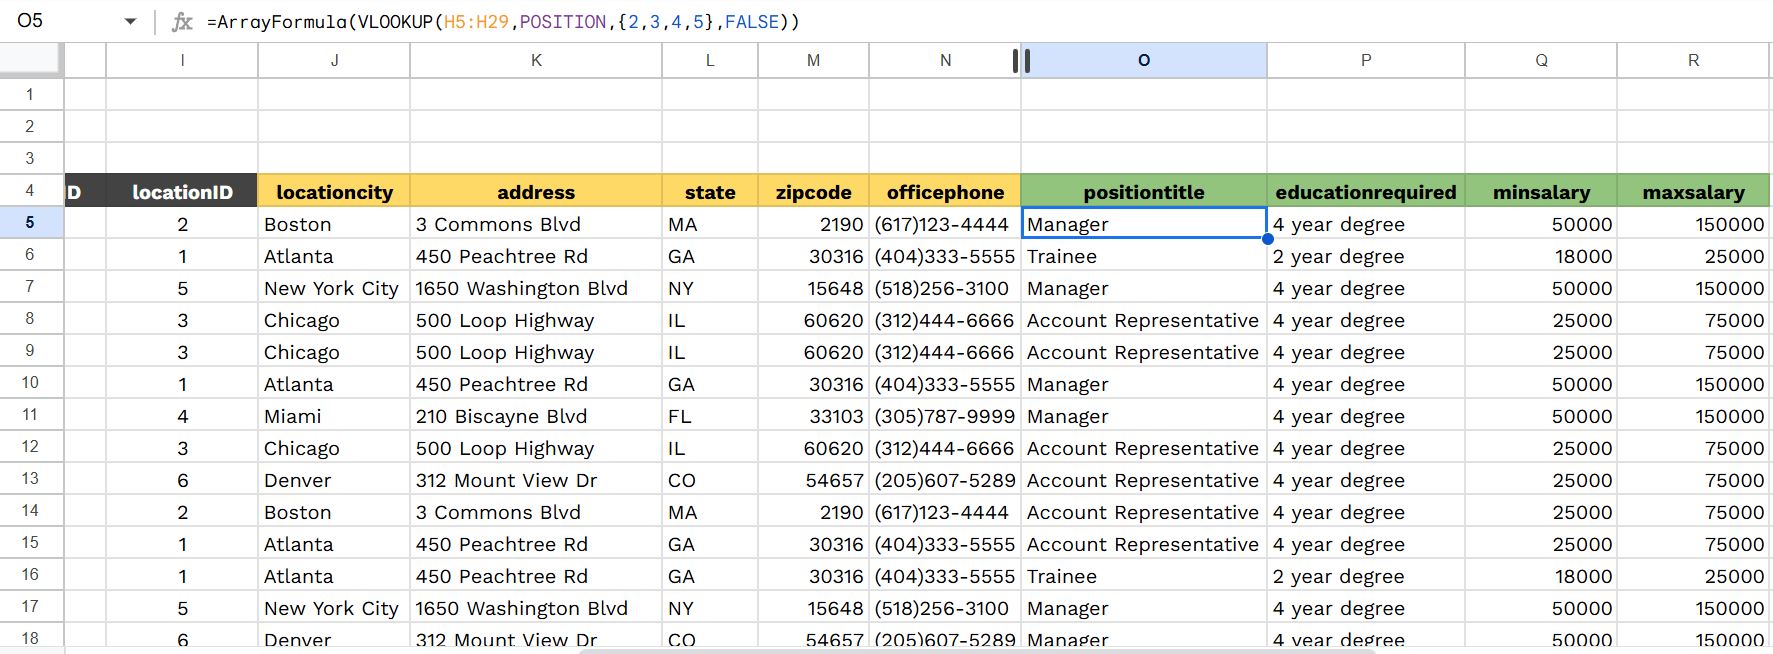 O5 fx =ArrayFormula(VLOOKUP(H5:H29,POSITION,{2,3,4,5},FALSE))
I J K L M N O P Q R
1
2
3
4 ID locationID locationcity address state zipcode officephone positiontitle educationrequired minsalary maxsalary
5 2 Boston 3 Commons Blvd MA 2190 (617)123-4444 Manager 4 year degree 50000 150000
6 1 Atlanta 450 Peachtree Rd GA 30316 (404)333-5555 Trainee 2 year degree 18000 25000
7 5 New York City 1650 Washington Blvd NY 15648 (518)256-3100 Manager 4 year degree 50000 150000
8 3 Chicago 500 Loop Highway IL 60620 (312)444-6666 Account Representative 4 year degree 25000 75000
9 3 Chicago 500 Loop Highway IL 60620 (312)444-6666 Account Representative 4 year degree 25000 75000
10 1 Atlanta 450 Peachtree Rd GA 30316 (404)333-5555 Manager 4 year degree 50000 150000
11 4 Miami 210 Biscayne Blvd FL 33103 (305)787-9999 Manager 4 year degree 50000 150000
12 3 Chicago 500 Loop Highway IL 60620 (312)444-6666 Account Representative 4 year degree 25000 75000
13 6 Denver 312 Mount View Dr CO 54657 (205)607-5289 Account Representative 4 year degree 25000 75000
14 2 Boston 3 Commons Blvd MA 2190 (617)123-4444 Account Representative 4 year degree 25000 75000
15 1 Atlanta 450 Peachtree Rd GA 30316 (404)333-5555 Account Representative 4 year degree 25000 75000
16 1 Atlanta 450 Peachtree Rd GA 30316 (404)333-5555 Trainee 2 year degree 18000 25000
17 5 New York City 1650 Washington Blvd NY 15648 (518)256-3100 Manager 4 year degree 50000 150000
18 6 Denver 312 Mount View Dr CO 54657 (205)607-5289 Manager 4 year degree 50000 150000